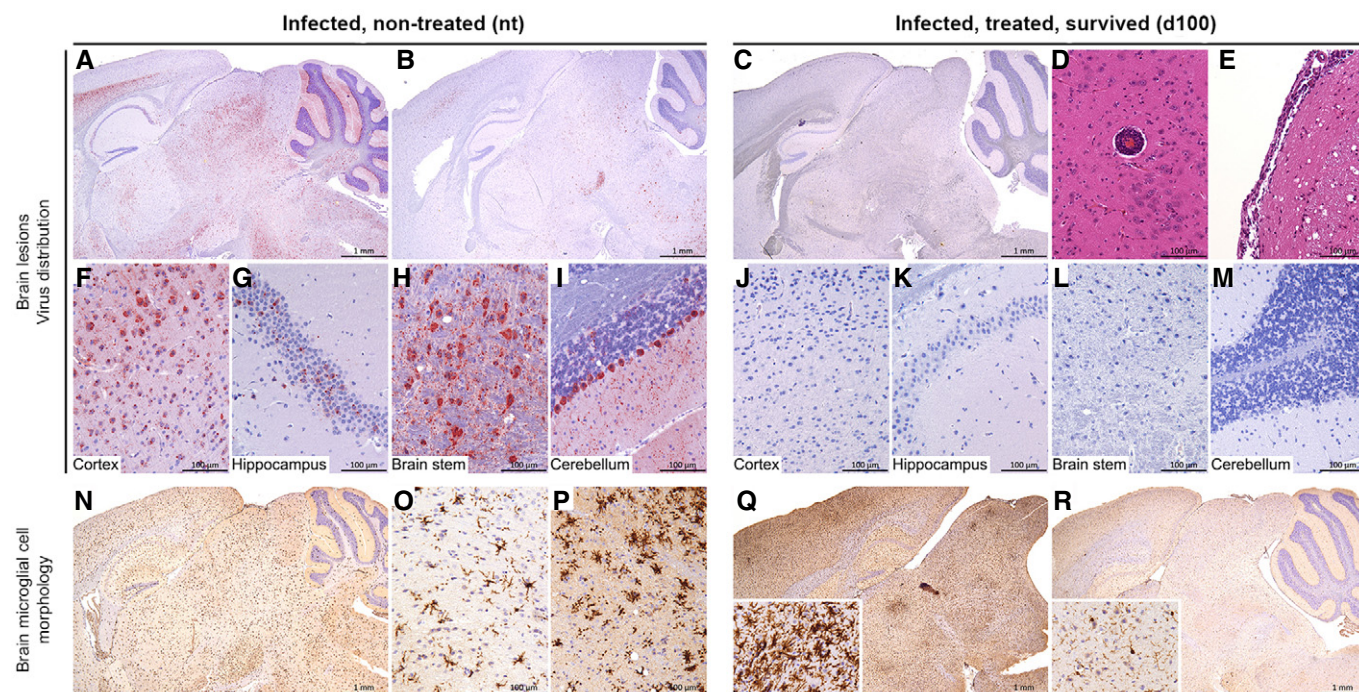 Infected, non-treated (nt)
Infected, treated, survived (d100)
Brain lesions
Virus distribution
A
1 mm
B
1 mm
C
1 mm
D
100 µm
E
100 µm
F
Cortex
100 µm
G
Hippocampus
100 µm
H
Brain stem
100 µm
I
Cerebellum
100 µm
J
Cortex
100 µm
K
Hippocampus
100 µm
L
Brain stem
100 µm
M
Cerebellum
100 µm
Brain microglial cell
morphology
N
1 mm
O
100 µm
P
100 µm
Q
1 mm
R
1 mm